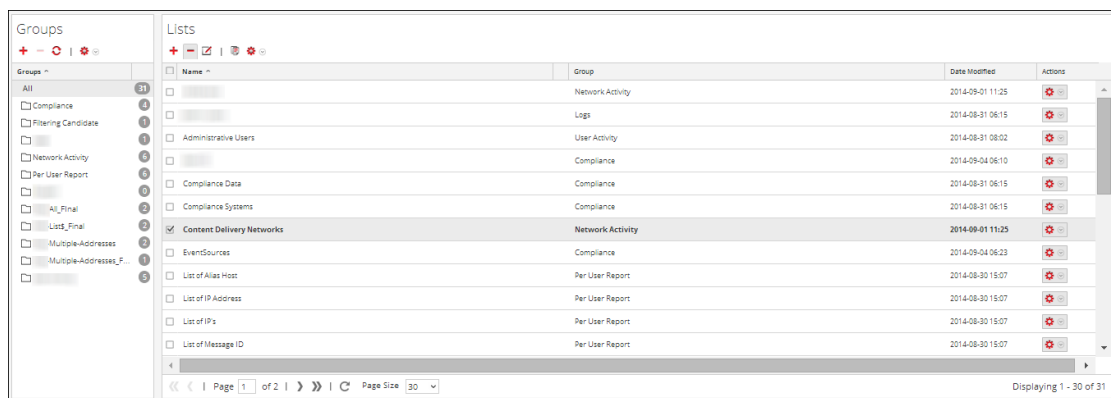 Groups
Lists
Groups
Name
Group
Date Modified
Actions
All 31
Compliance 4
Filtering Candidate 1
1
Network Activity 6
Per User Report 6
0
All_Final 2
-List$_Final 2
Multiple-Addresses 2
Multiple-Addresses_F... 1
5
Network Activity 2014-09-01 11:25
Logs 2014-08-31 06:15
Administrative Users User Activity 2014-08-31 08:02
Compliance 2014-09-04 06:10
Compliance Data Compliance 2014-08-31 06:15
Compliance Systems Compliance 2014-08-31 06:15
Content Delivery Networks Network Activity 2014-09-01 11:25
EventSources Compliance 2014-09-04 06:23
List of Alias Host Per User Report 2014-08-30 15:07
List of IP Address Per User Report 2014-08-30 15:07
List of IP's Per User Report 2014-08-30 15:07
List of Message ID Per User Report 2014-08-30 15:07
Page 1 of 2 Page Size 30 Displaying 1 - 30 of 31